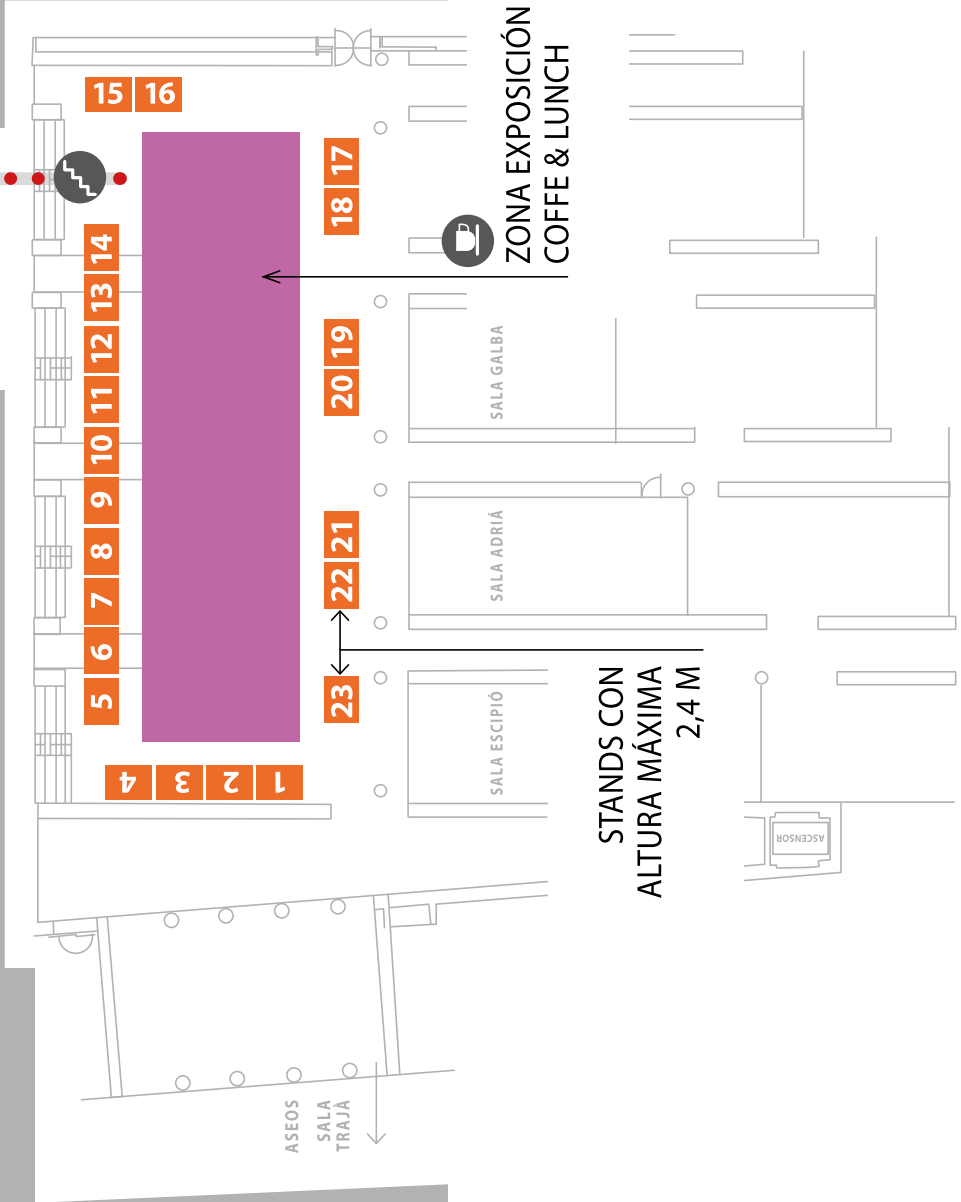 15 16
17
18
14
13
12
11
10
9
8
7
6
5
4 3 2 1
19
20
21
22
23
ZONA EXPOSICIÓN
COFFE & LUNCH
SALA GALBA
SALA ADRIÁ
SALA ESCIPIÓ
STANDS CON
ALTURA MÁXIMA
2,4 M
ASCENSOR
ASEOS
SALA
TRAJÀ